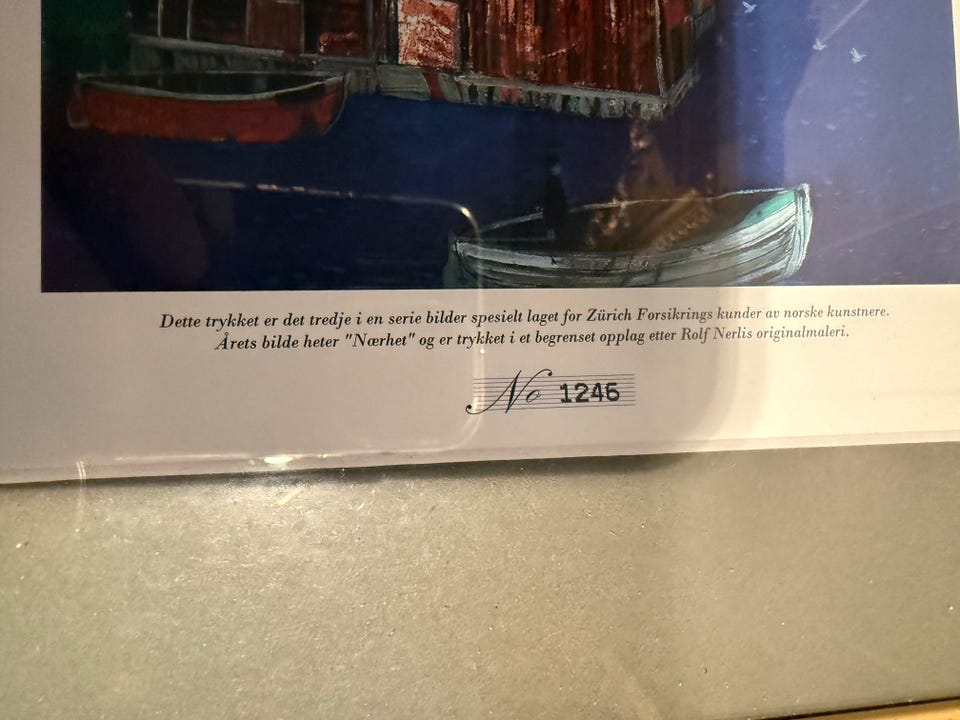 Dette trykket er det tredje i en serie bilder spesielt laget for Zürich Forsikrings kunder av norske kunstnere.
Årets bilde heter "Nærhet" og er trykket i et begrenset opplag etter Rolf Nerlis originalmaleri.
No 1246